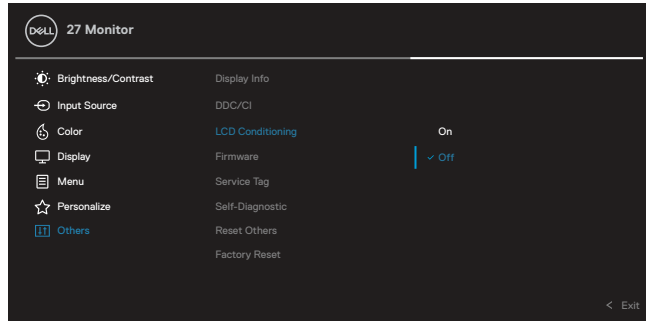 DELL 27 Monitor
Brightness/Contrast Display Info
Input Source DDC/CI
Color LCD Conditioning On
Display Firmware ✓ Off
Menu Service Tag
Personalize Self-Diagnostic
Others Reset Others
Factory Reset
< Exit